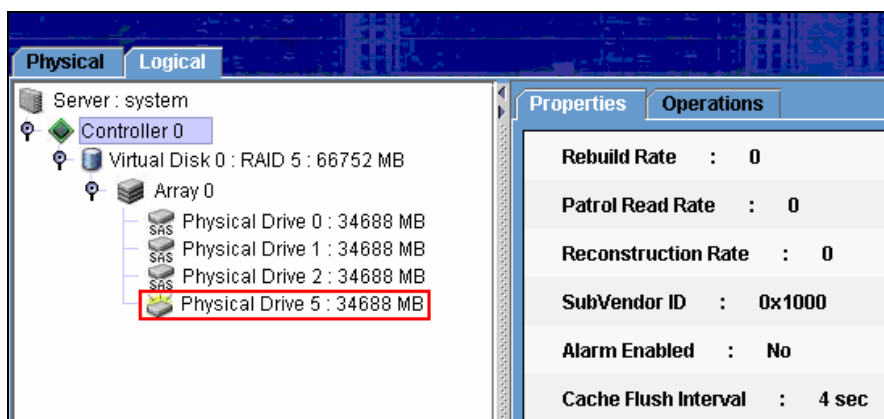 Physical Logical
Server : system
Controller 0
Virtual Disk 0 : RAID 5 : 66752 MB
Array 0
SAS Physical Drive 0 : 34688 MB
SAS Physical Drive 1 : 34688 MB
SAS Physical Drive 2 : 34688 MB
Physical Drive 5 : 34688 MB
Properties Operations
Rebuild Rate : 0
Patrol Read Rate : 0
Reconstruction Rate : 0
SubVendor ID : 0x1000
Alarm Enabled : No
Cache Flush Interval : 4 sec